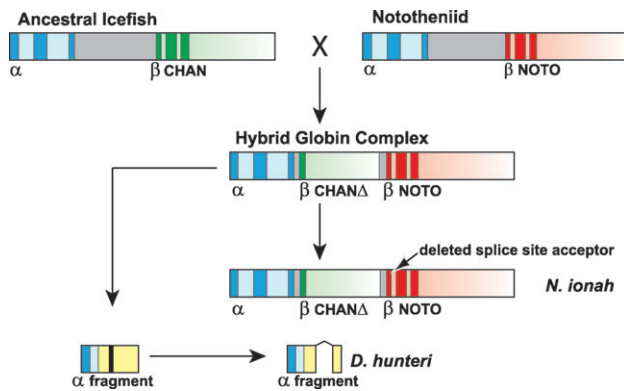 Ancestral Icefish
Nototheniid
X
α
β CHAN
α
β NOTO
Hybrid Globin Complex
α
β CHANΔ
β NOTO
deleted splice site acceptor
N. ionah
α
β CHANΔ
β NOTO
D. hunteri
α fragment
α fragment